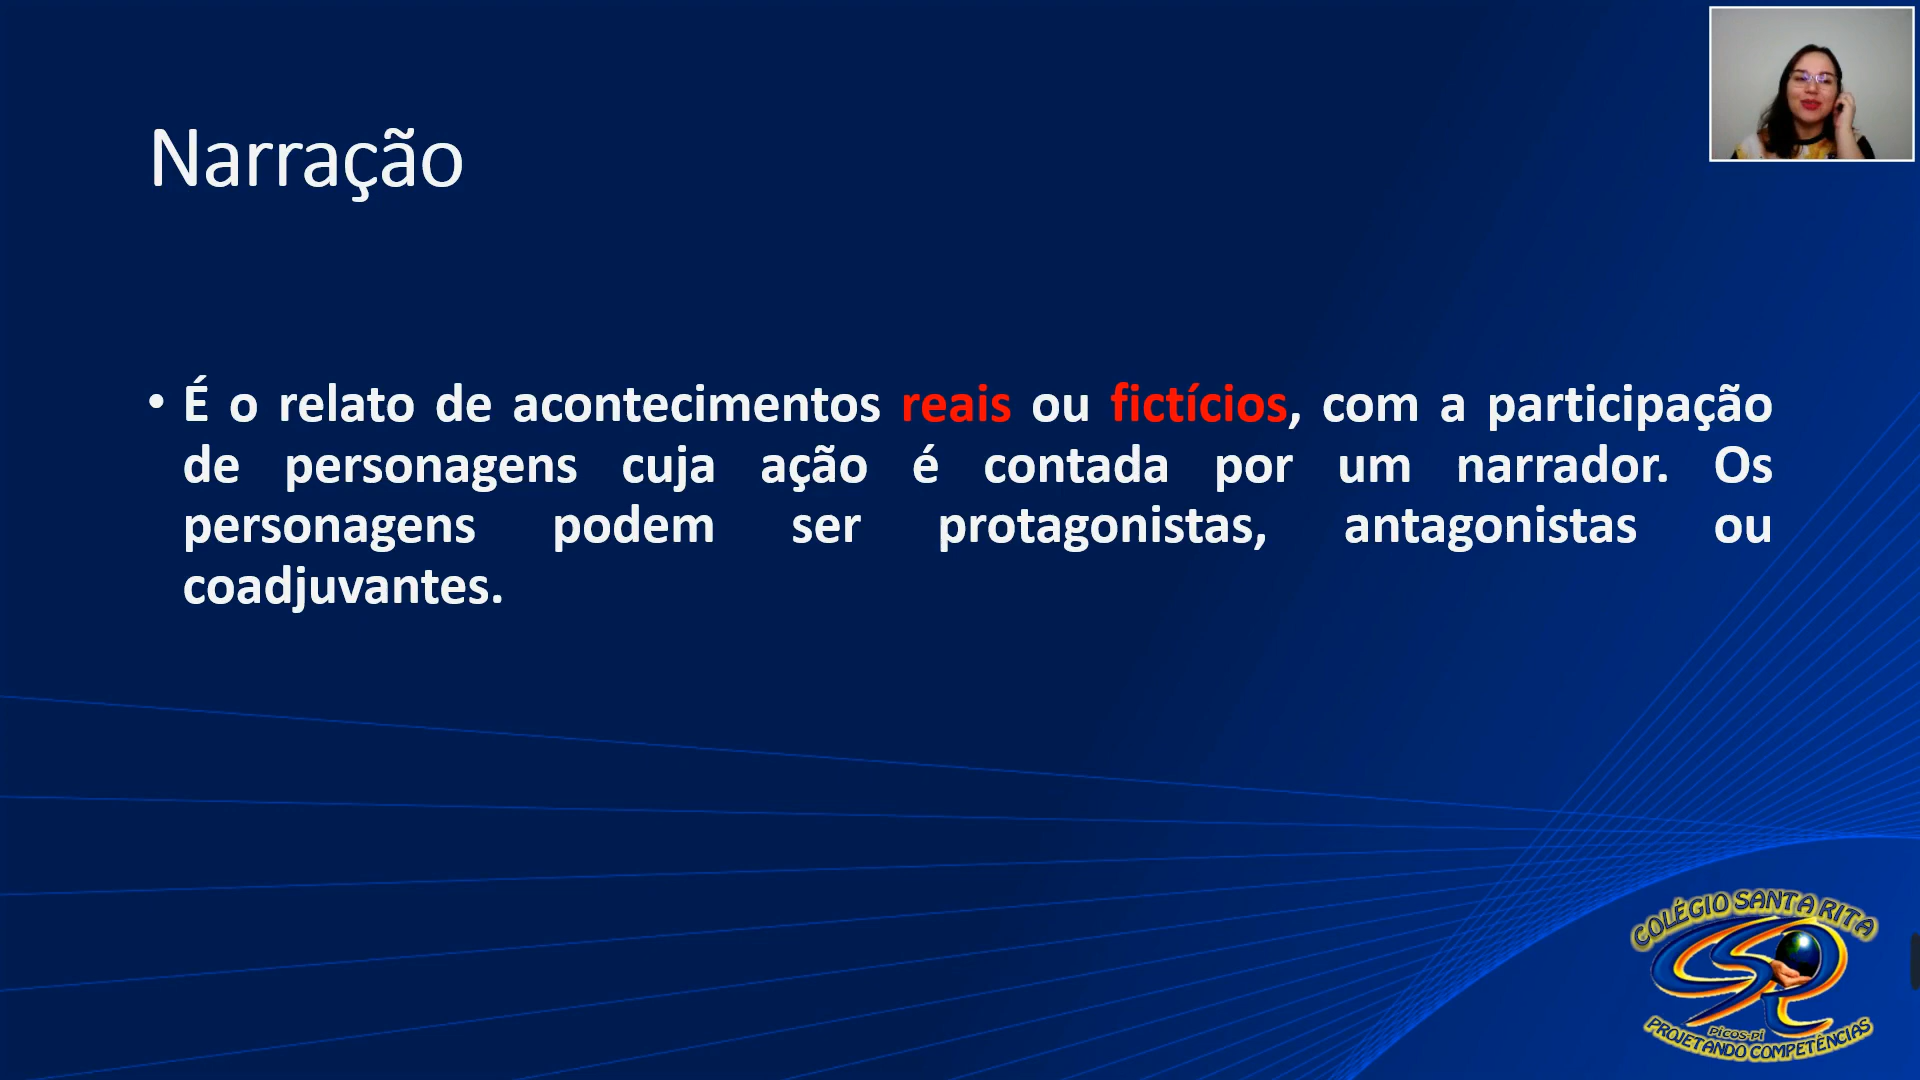 Narração
• É o relato de acontecimentos reais ou fictícios, com a participação
de personagens cuja ação é contada por um narrador. Os
personagens podem ser protagonistas, antagonistas ou
coadjuvantes.
COLÉGIO SANTA RITA
PICOS-PI
PROJETANDO COMPETÊNCIAS